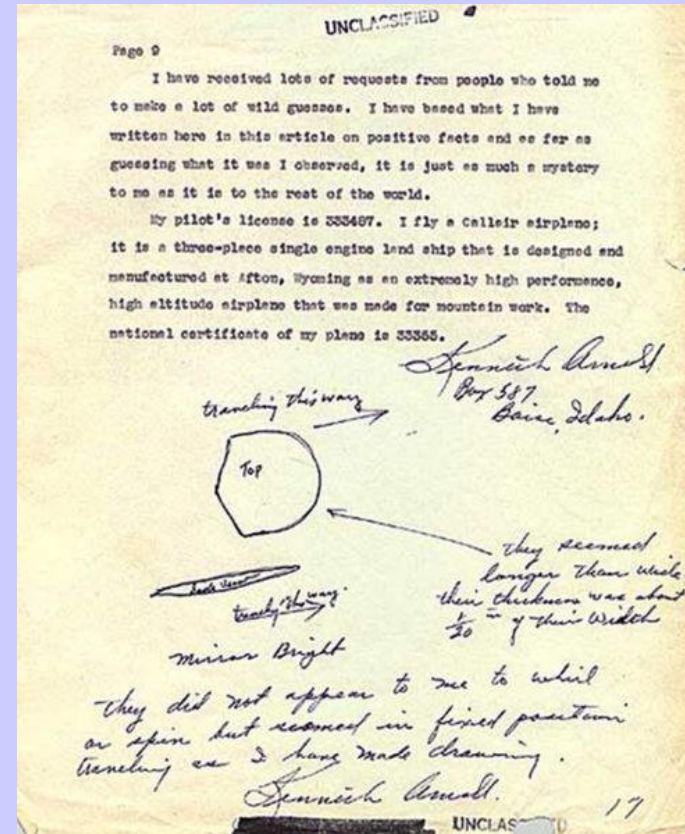 UNCLASSIFIED
Page 9
I have received lots of requests from people who told me
to make a lot of wild guesses. I have based what I have
written here in this article on positive facts and as far as
guessing what it was I observed, it is just as much a mystery
to me as it is to the rest of the world.
My pilot's license is 333487. I fly a Callair airplane;
it is a three-place single engine land ship that is designed and
manufactured at Afton, Wyoming as an extremely high performance,
high altitude airplane that was made for mountain work. The
national certificate of my plane is 33355.
Kenneth Arnold
Box 587
Boise, Idaho.
traveling this way
Top
they seemed
longer than wide
their thickness was about
1/20th of their width
side view
traveling this way.
Mirror Bright
They did not appear to me to whirl
or spin but seemed in fixed position
traveling as I have made drawing.
Kenneth Arnold.
UNCLAS
17